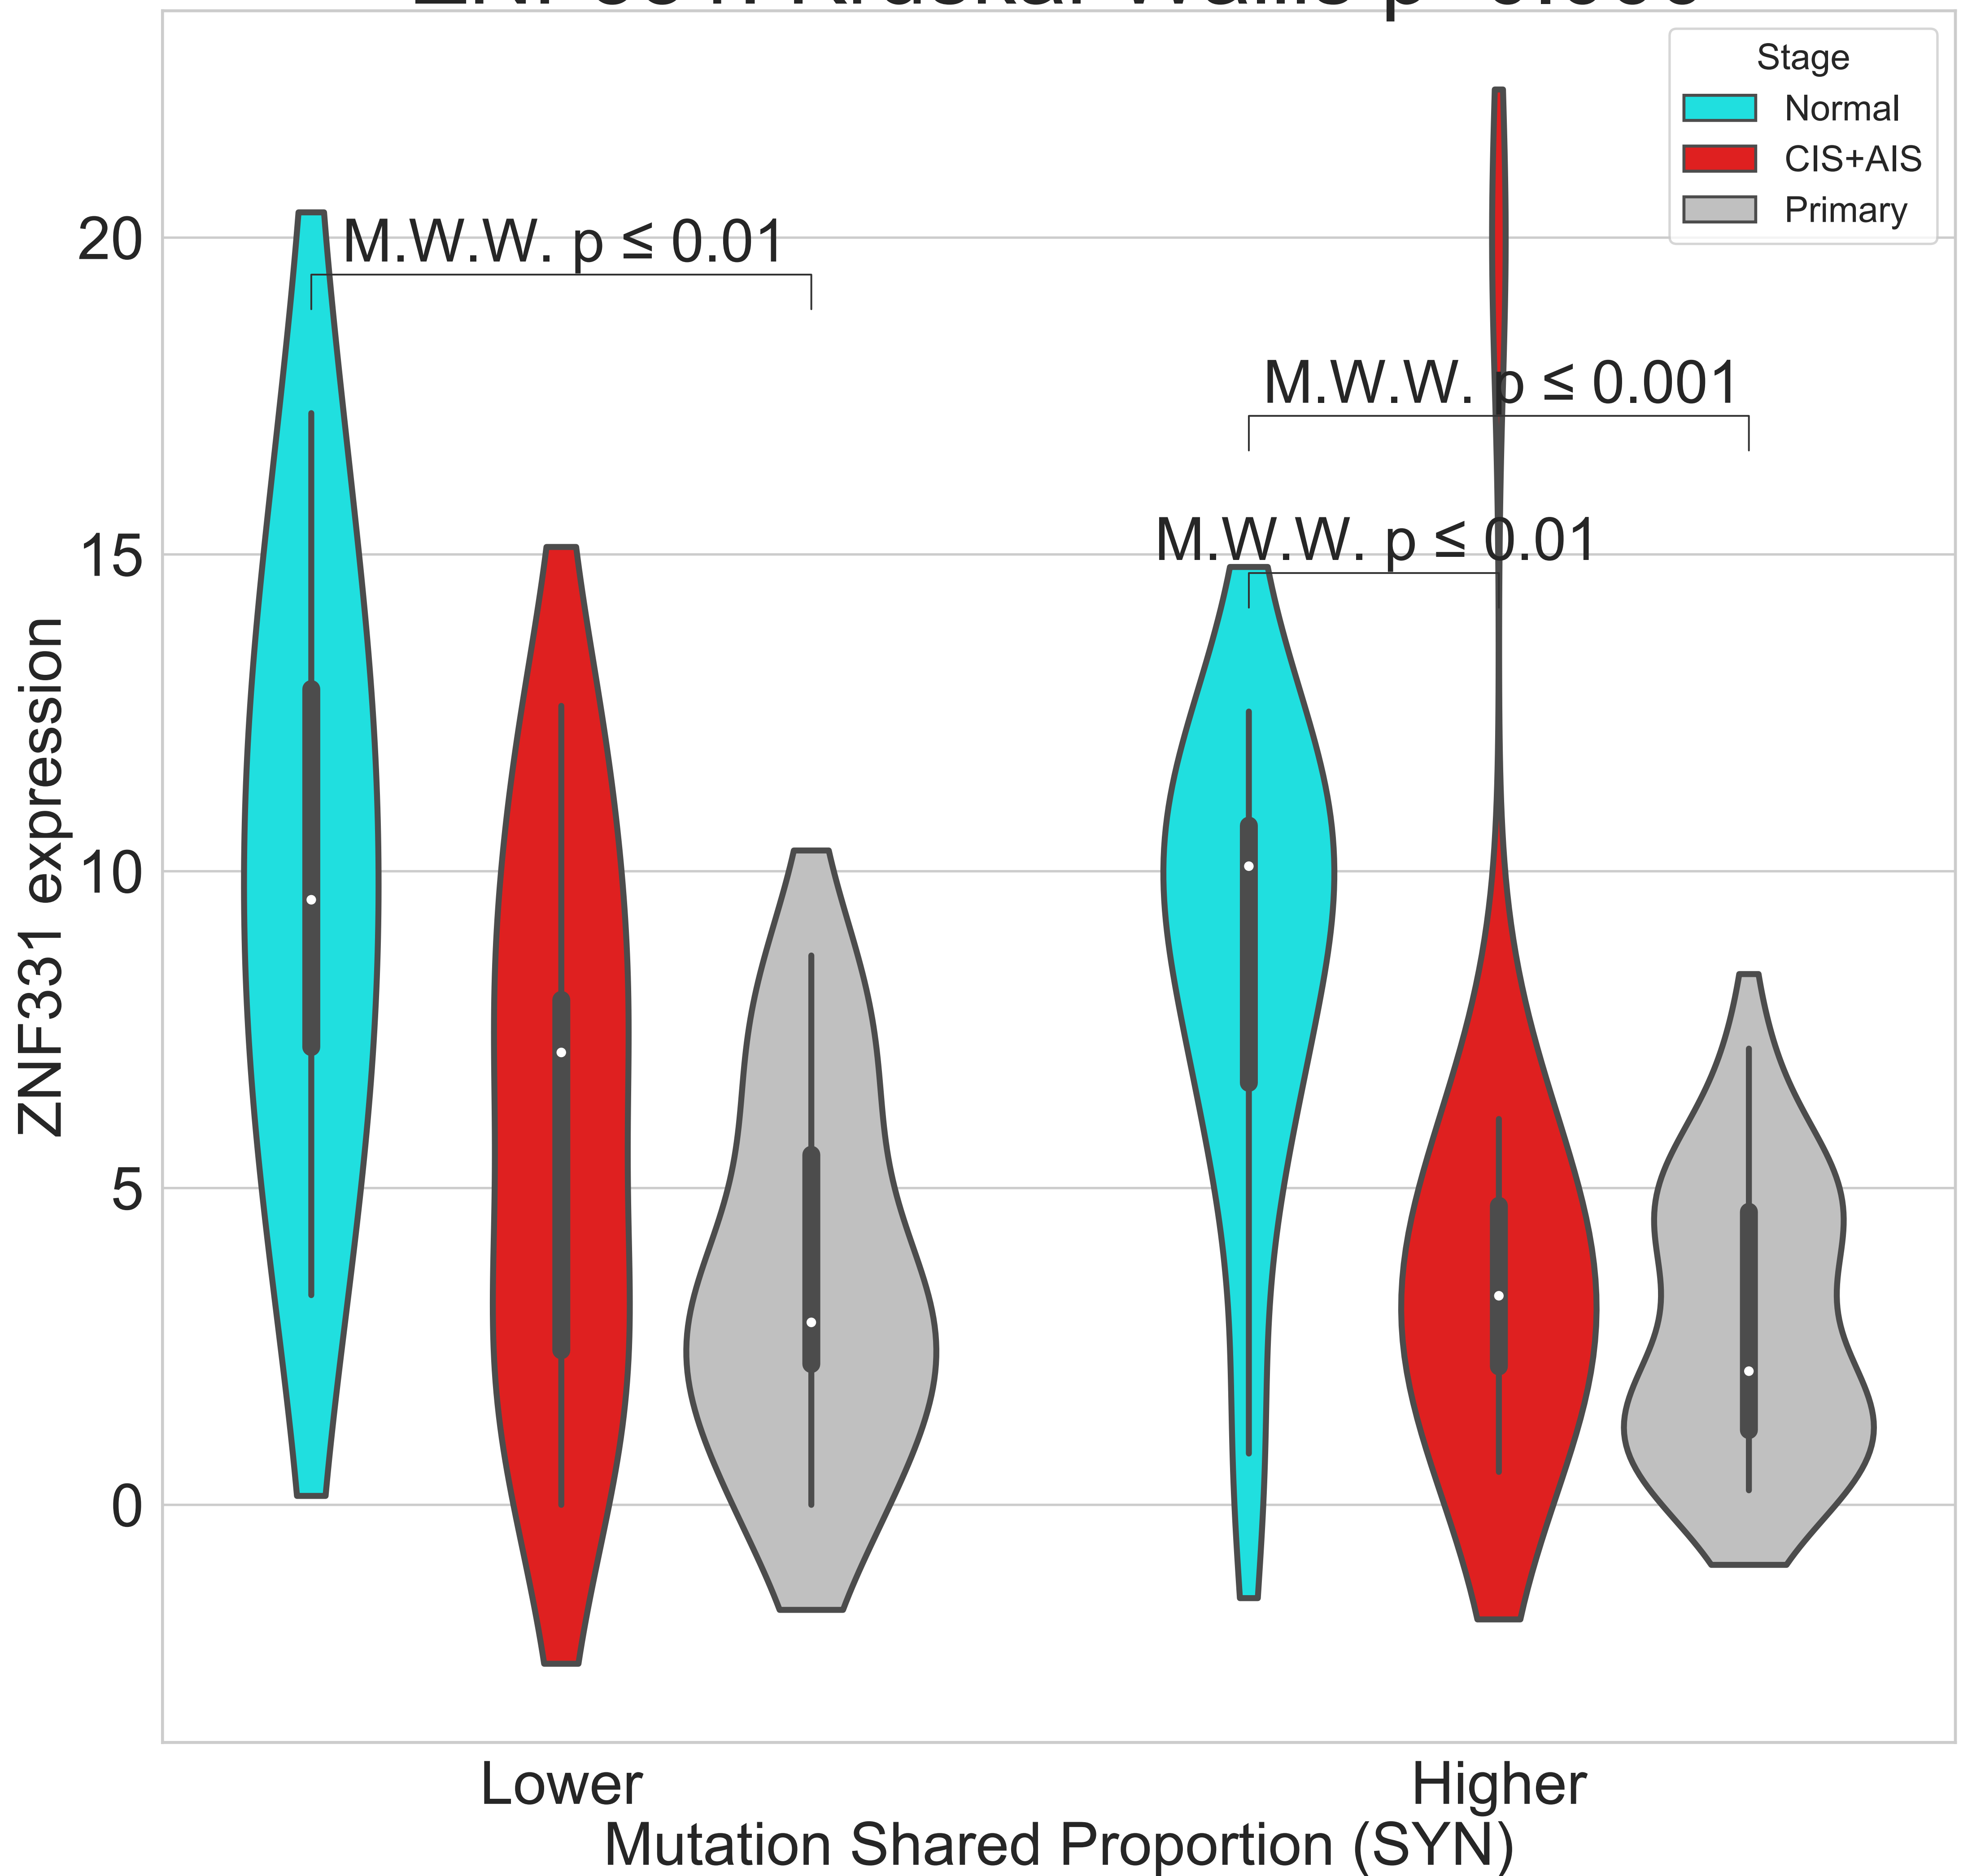 Stage
Normal
CIS+AIS
Primary
20
15
10
5
0
ZNF331 expression
M.W.W. p ≤ 0.01
M.W.W. p ≤ 0.001
M.W.W. p ≤ 0.01
Lower
Higher
Mutation Shared Proportion (SYN)